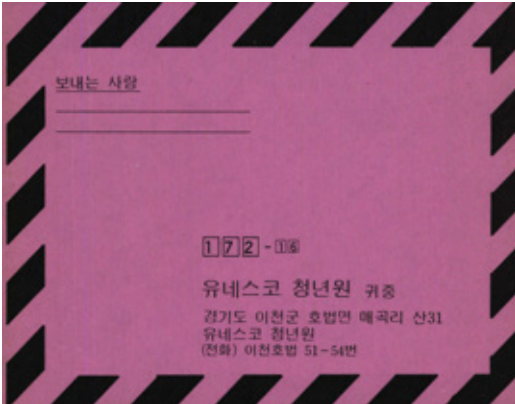 보내는 사람
172-16
유네스코 청년원 귀중
경기도 이천군 호법면 매곡리 산31
유네스코 청년원
(전화) 이천호법 51-54번